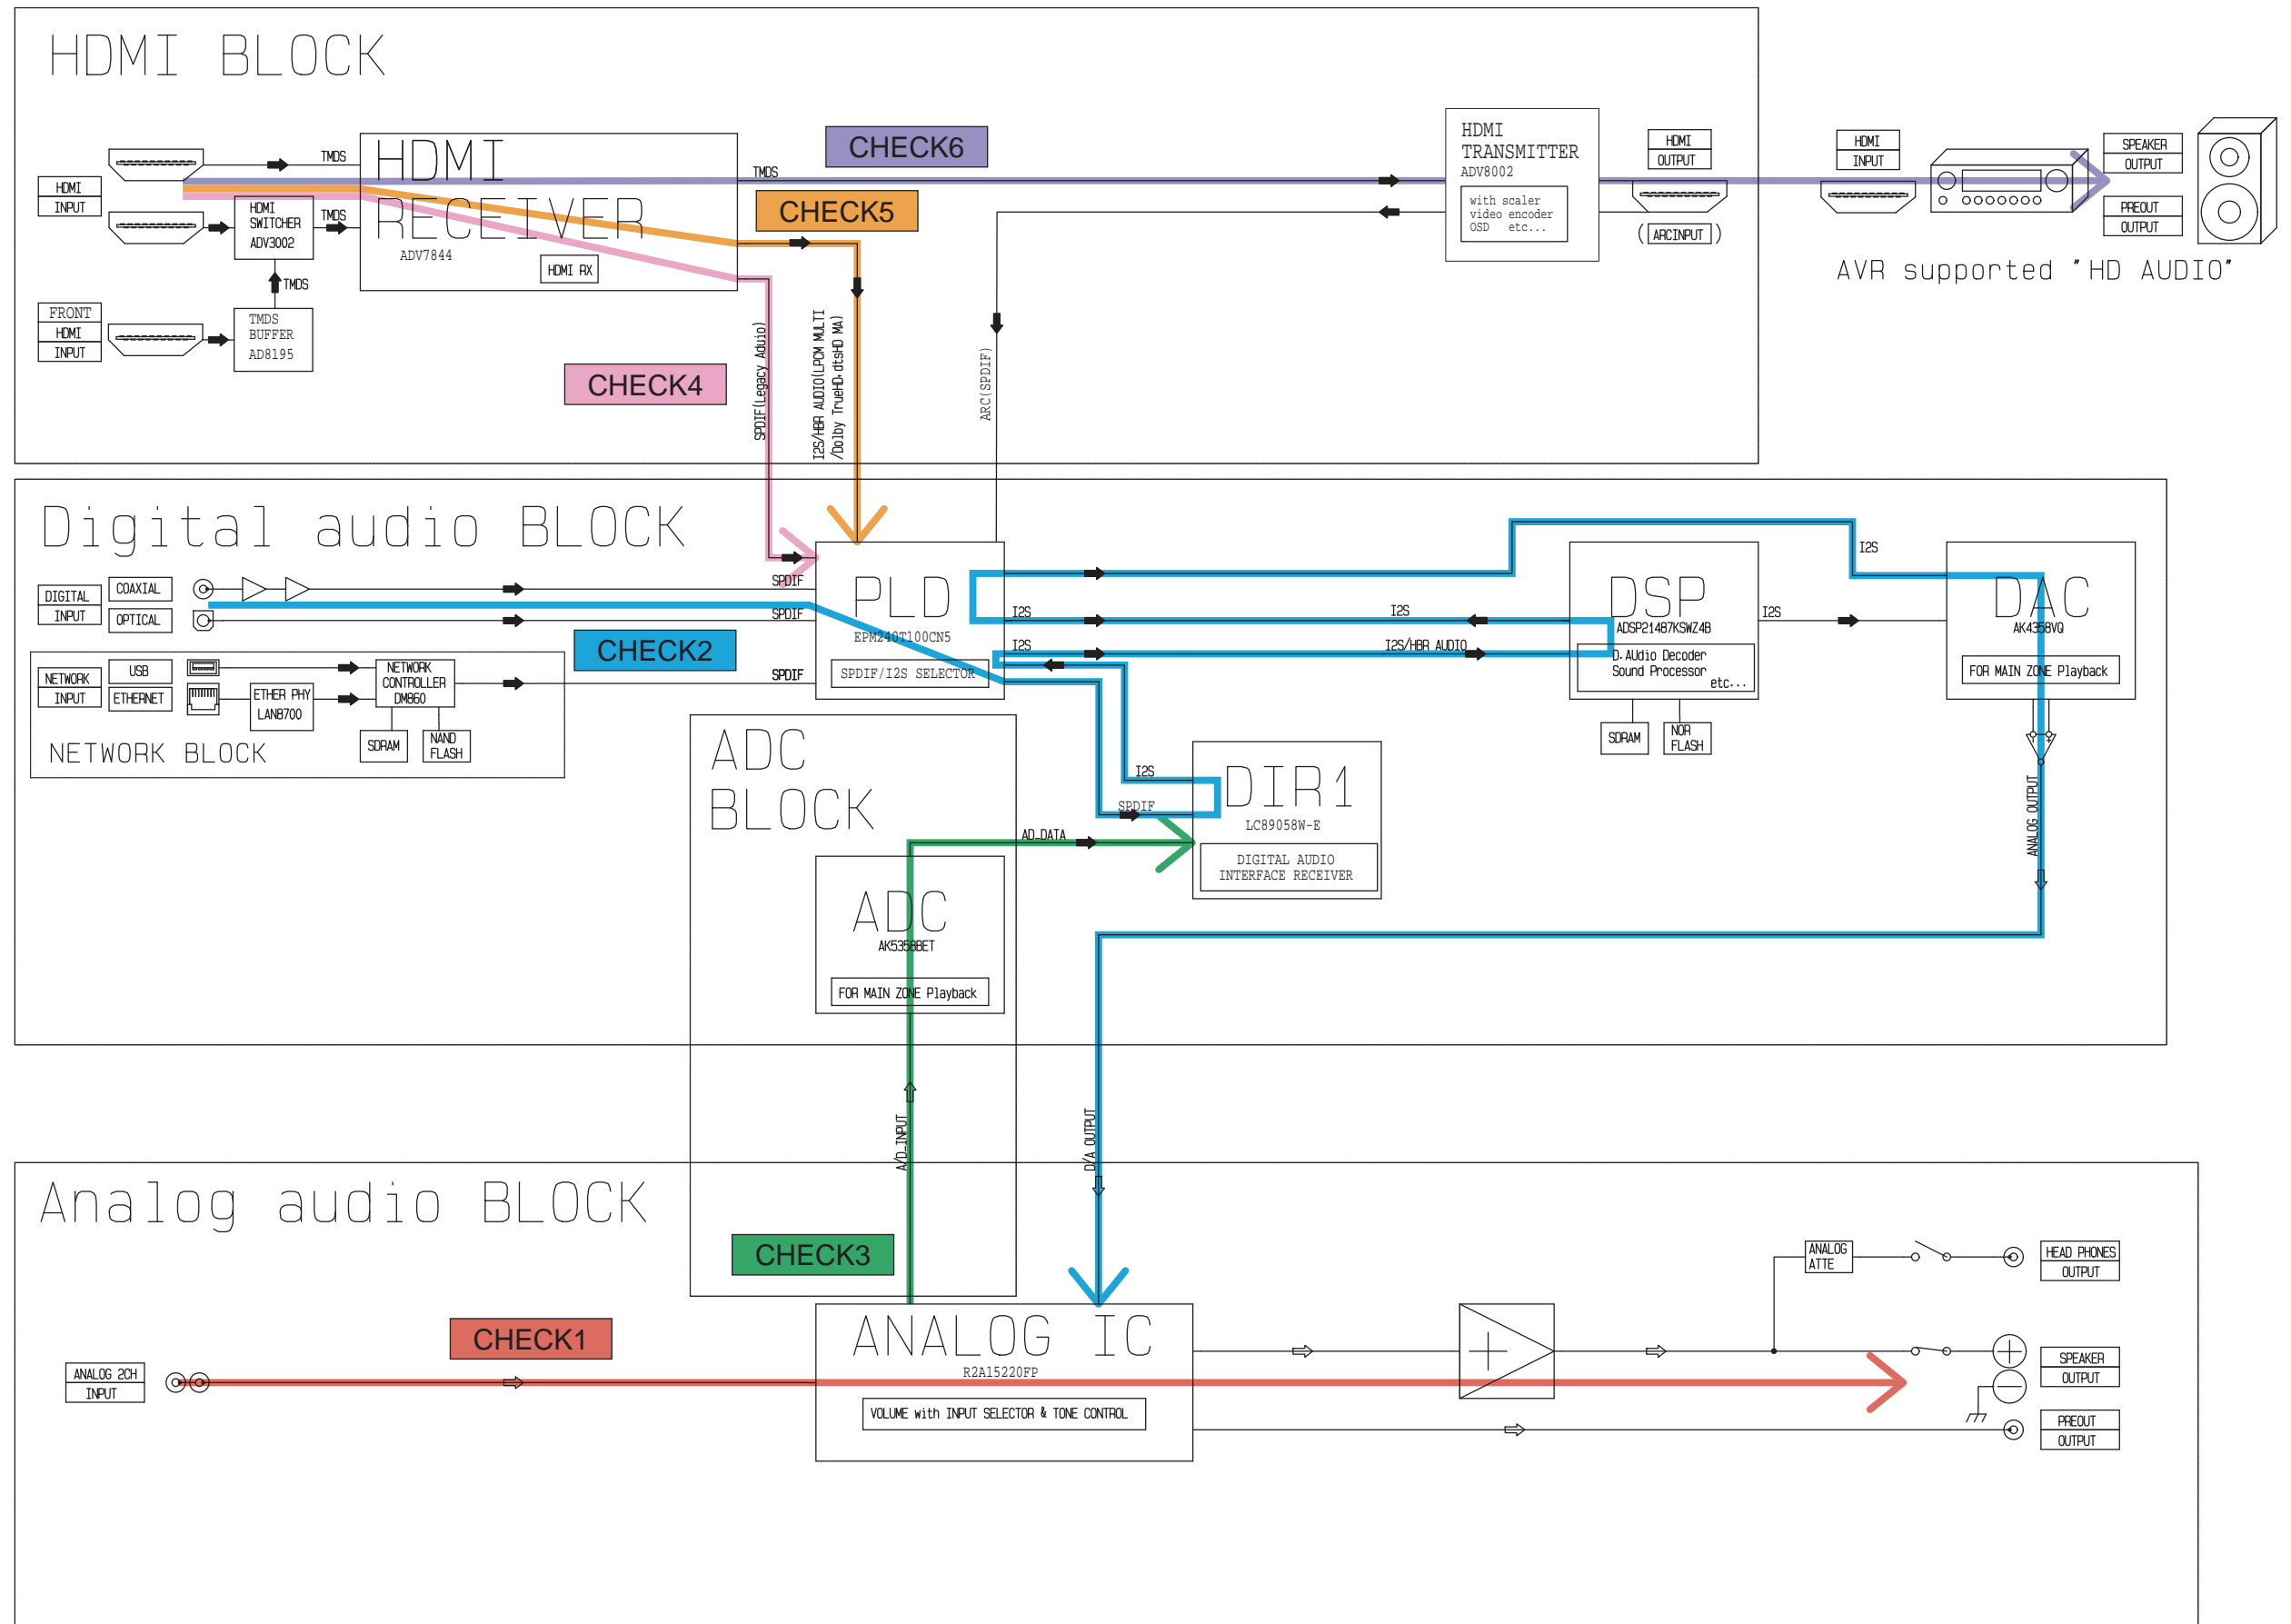 HDMI BLOCK
HDMI
INPUT
TMDS
HDMI
RECEIVER
ADV7844
HDMI RX
HDMI
SWITCHER
ADV3002
TMDS
TMDS
FRONT
HDMI
INPUT
TMDS
BUFFER
AD8195
CHECK6
TMDS
CHECK5
CHECK4
SPDIF(Legacy Aduio)
I2S/HBR AUDIO(LPCM MULTI
/Dolby TrueHD・dtsHD MA)
ARC(SPDIF)
HDMI
TRANSMITTER
ADV8002
with scaler
video encoder
OSD etc...
HDMI
OUTPUT
(ARCINPUT)
HDMI
INPUT
SPEAKER
OUTPUT
PREOUT
OUTPUT
AVR supported "HD AUDIO"
Digital audio BLOCK
DIGITAL
INPUT
COAXIAL
OPTICAL
SPDIF
SPDIF
CHECK2
NETWORK
INPUT
USB
ETHERNET
ETHER PHY
LAN8700
NETWORK
CONTROLLER
DM860
SDRAM
NAND
FLASH
SPDIF
NETWORK BLOCK
PLD
EPM240T100CN5
SPDIF/I2S SELECTOR
I2S
I2S
I2S
I2S/HBR AUDIO
DSP
ADSP21487KSWZ4B
D.AUdio Decoder
Sound Processor
etc...
SDRAM
NOR
FLASH
I2S
I2S
DAC
AK4358VQ
FOR MAIN ZONE Playback
ANALOG OUTPUT
ADC
BLOCK
ADC
AK5358BET
FOR MAIN ZONE Playback
AD_DATA
I2S
SPDIF
DIR1
LC89058W-E
DIGITAL AUDIO
INTERFACE RECEIVER
A/D_INPUT
D/A OUTPUT
Analog audio BLOCK
CHECK3
CHECK1
ANALOG 2CH
INPUT
ANALOG IC
R2A15220FP
VOLUME with INPUT SELECTOR & TONE CONTROL
ANALOG
ATTE
HEAD PHONES
OUTPUT
SPEAKER
OUTPUT
PREOUT
OUTPUT